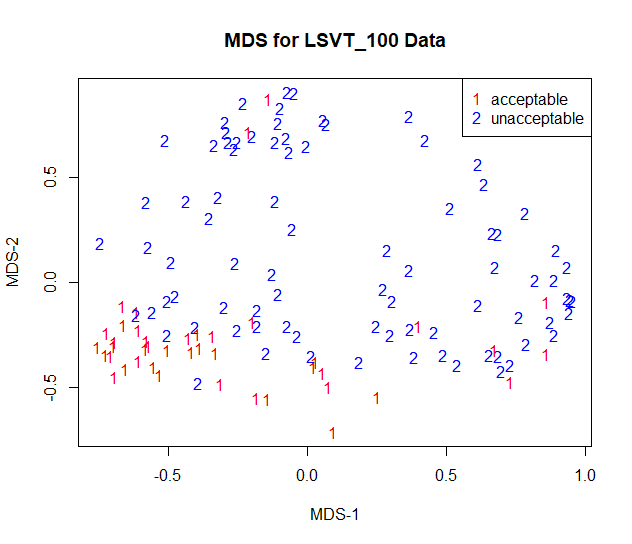 MDS for LSVT_100 Data
1 acceptable
2 unacceptable
MDS-2
0.5
0.0
-0.5
-0.5 0.0 0.5 1.0
MDS-1